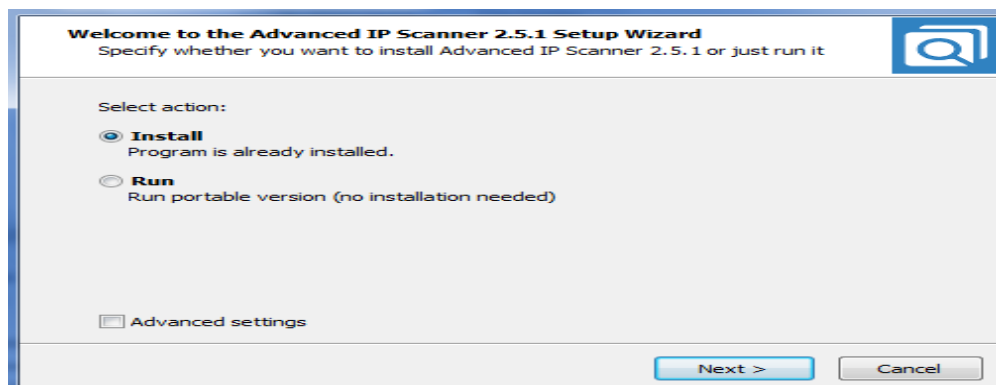 Welcome to the Advanced IP Scanner 2.5.1 Setup Wizard
Specify whether you want to install Advanced IP Scanner 2.5.1 or just run it
Select action:
Install
Program is already installed.
Run
Run portable version (no installation needed)
Advanced settings
Next >
Cancel